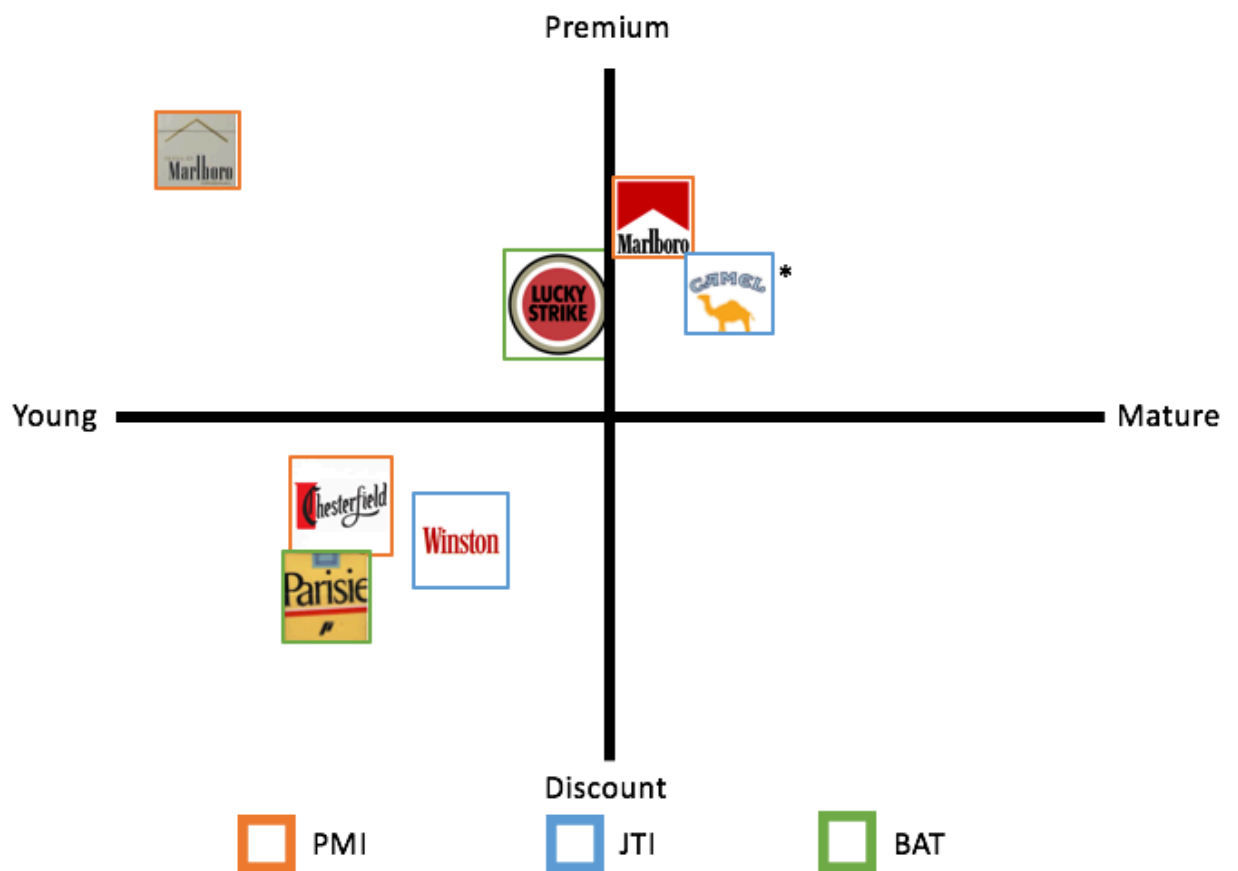 Premium
Marlboro
Marlboro
CAMEL
*
LUCKY
STRIKE
Young
Mature
Chesterfield
Winston
Parisie
P
Discount
PMI
JTI
BAT